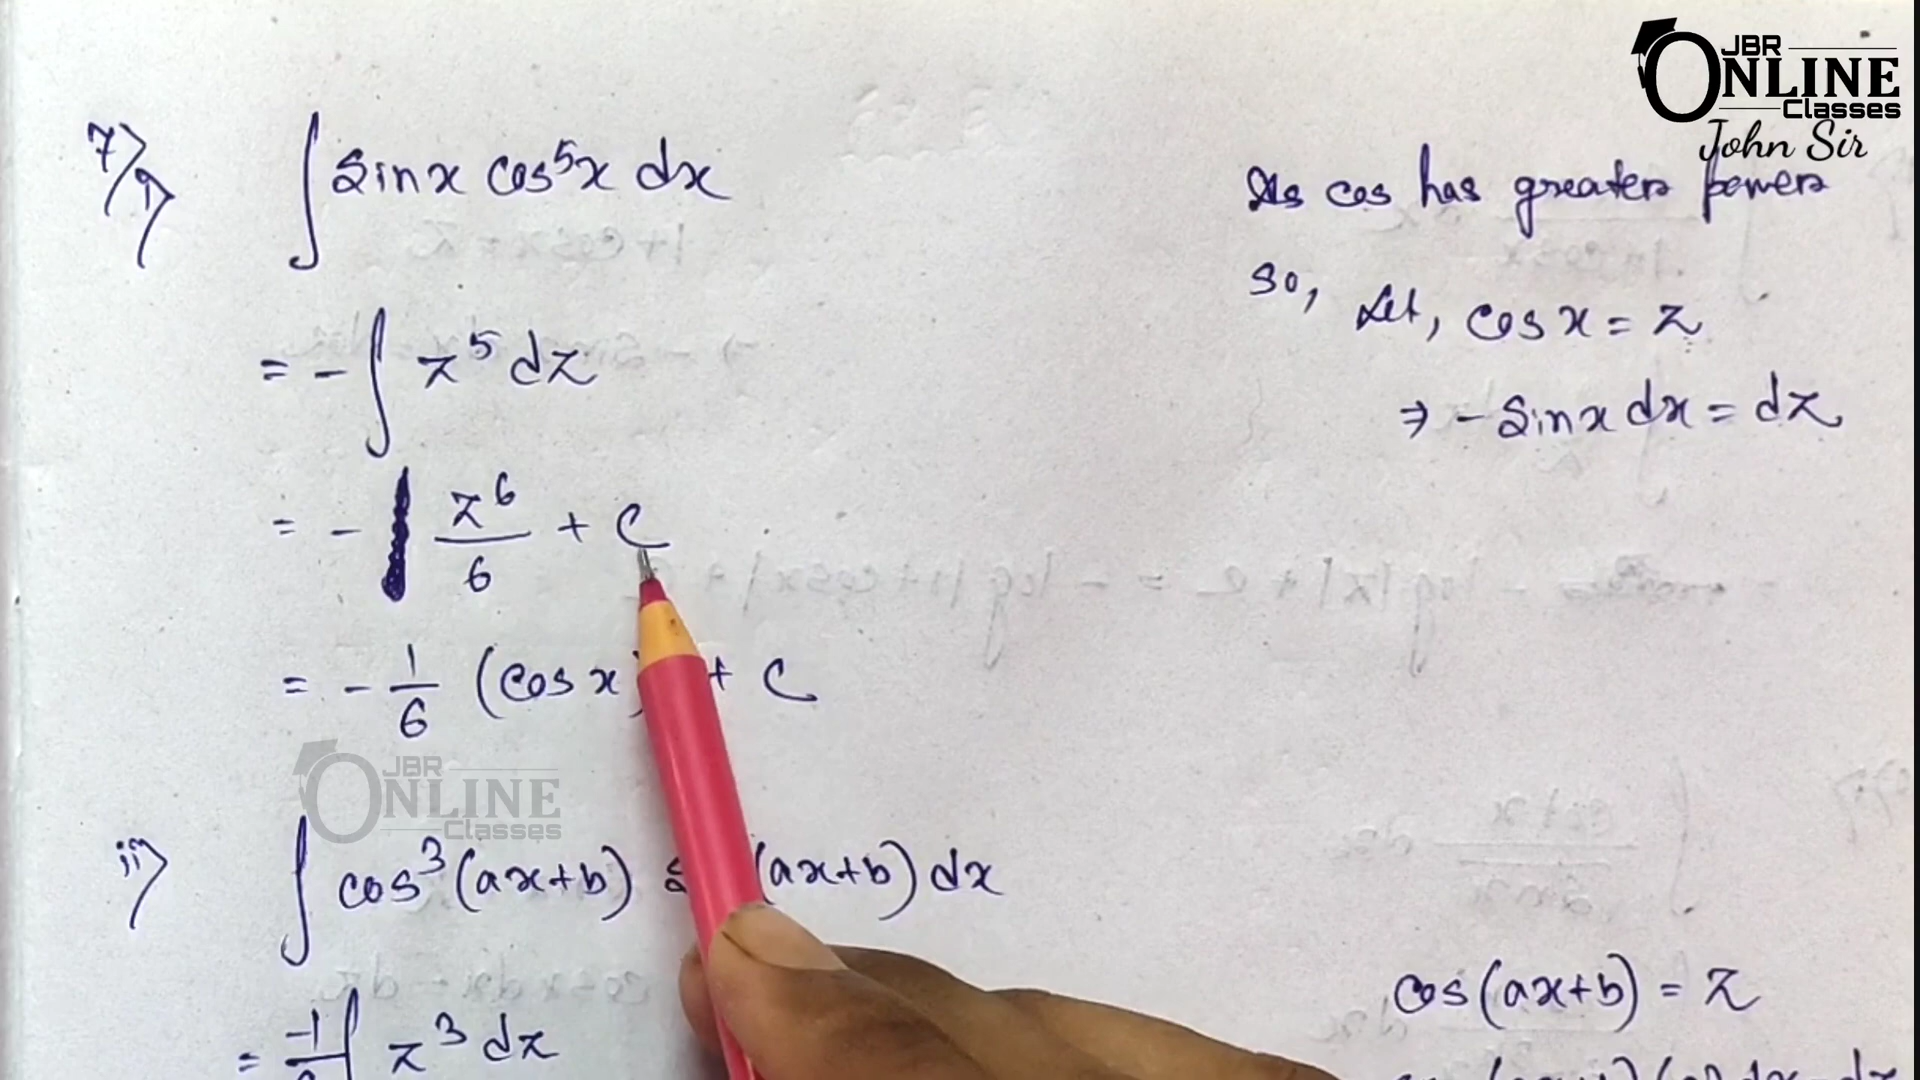 JBR
ONLINE
Classes
John Sir
7/i) ∫ sinx cos⁵x dx
As cos has greater power
so, Let, cos x = z
= - ∫ z⁵ dz
⇒ - sinx dx = dz
= - z⁶/6 + c
= - 1/6 (cos x) + c
JBR
ONLINE
Classes
ii) ∫ cos³(ax+b) (ax+b) dx
cos(ax+b) = z
= -1/ ∫ z³ dz